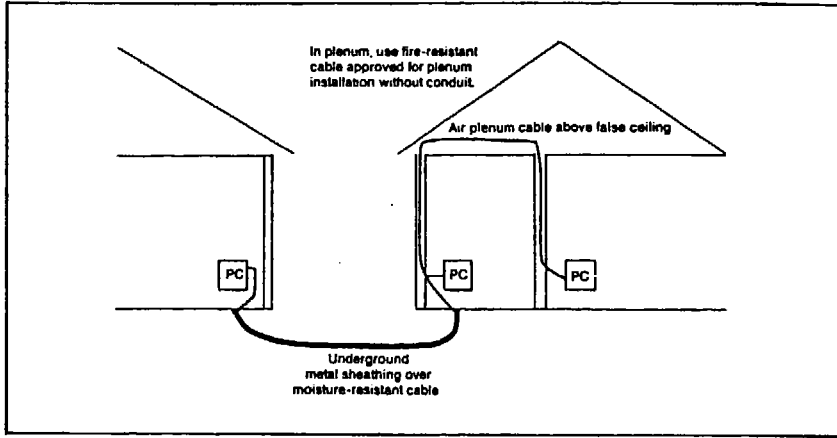 In plenum, use fire-resistant
cable approved for plenum
installation without conduit.
Air plenum cable above false ceiling
PC
PC
PC
Underground
metal sheathing over
moisture-resistant cable